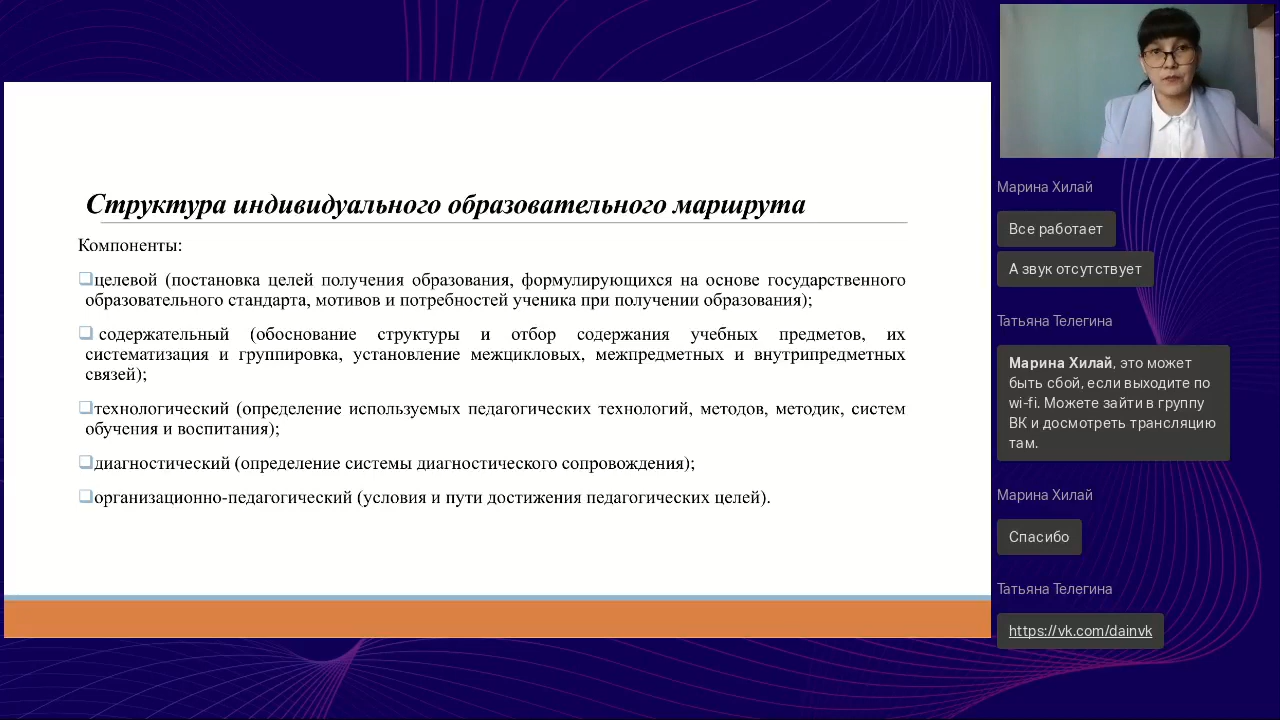 Структура индивидуального образовательного маршрута
Компоненты:
целевой (постановка целей получения образования, формулирующихся на основе государственного
образовательного стандарта, мотивов и потребностей ученика при получении образования);
содержательный (обоснование структуры и отбор содержания учебных предметов, их
систематизация и группировка, установление межцикловых, межпредметных и внутрипредметных
связей);
технологический (определение используемых педагогических технологий, методов, методик, систем
обучения и воспитания);
диагностический (определение системы диагностического сопровождения);
организационно-педагогический (условия и пути достижения педагогических целей).
Марина Хилай
Все работает
А звук отсутствует
Татьяна Телегина
Марина Хилай, это может
быть сбой, если выходите по
wi-fi. Можете зайти в группу
ВК и досмотреть трансляцию
там.
Марина Хилай
Спасибо
Татьяна Телегина
https://vk.com/dainvk